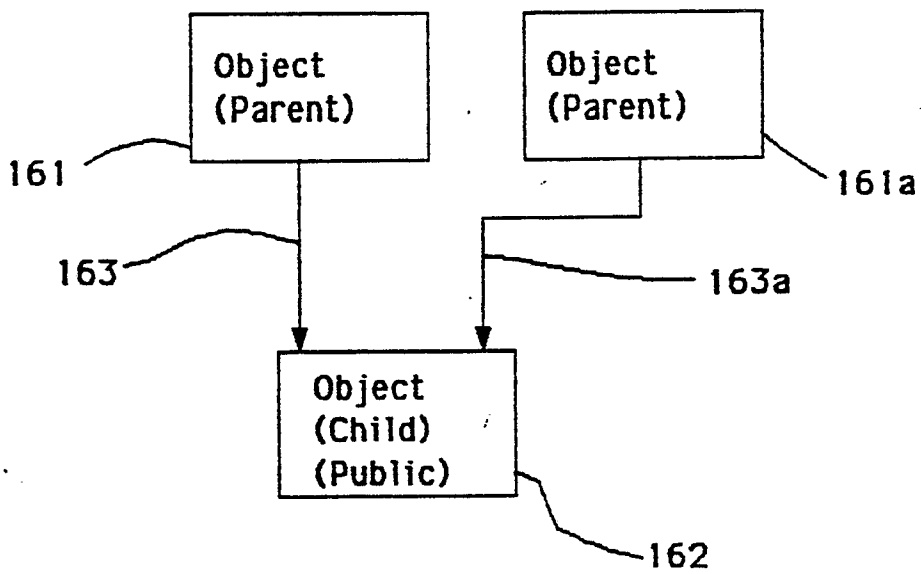 Object
(Parent)
Object
(Parent)
161
161a
163
163a
Object
(Child)
(Public)
162